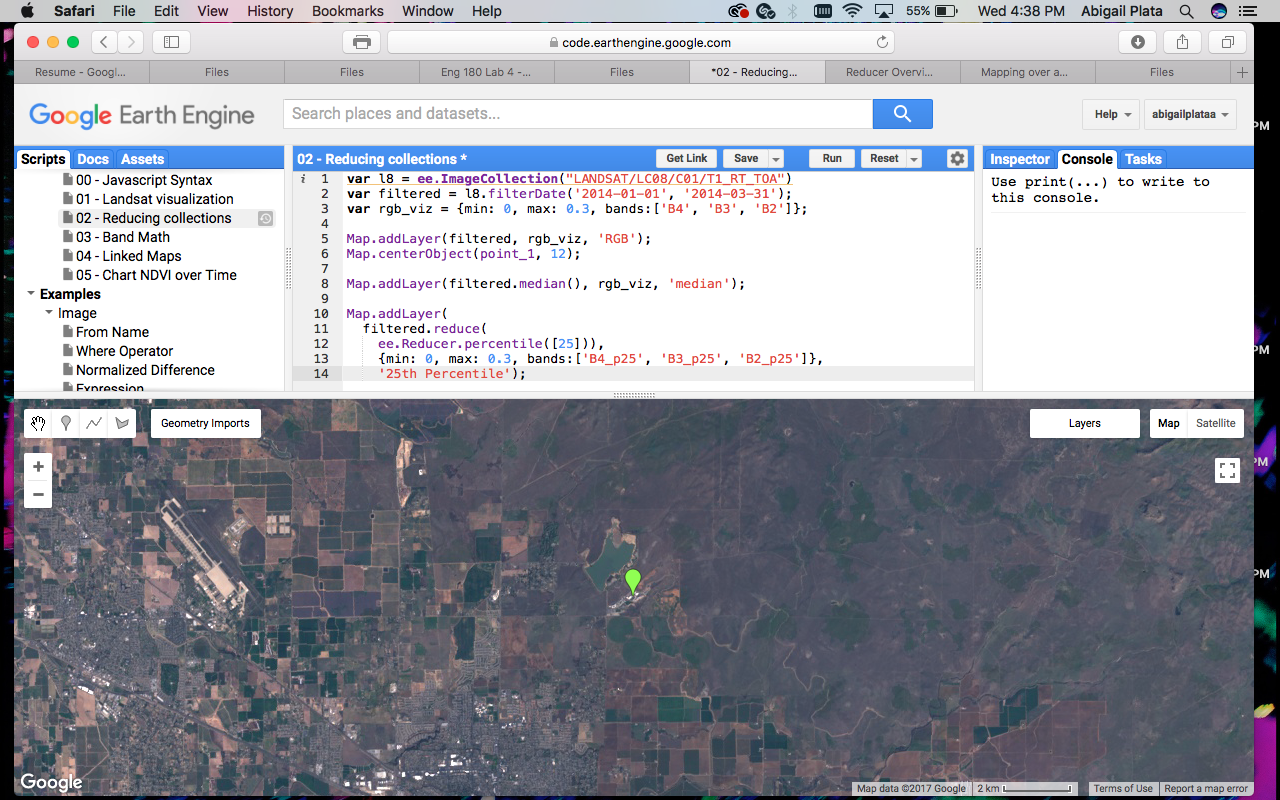 Safari File Edit View History Bookmarks Window Help 55% Wed 4:38 PM Abigail Plata
code.earthengine.google.com
Resume - Googl... Files Files Eng 180 Lab 4 -... Files *02 - Reducing... Reducer Overvi... Mapping over a... Files
Google Earth Engine Search places and datasets... Help abigailplataa
PM
Scripts Docs Assets 02 - Reducing collections * Get Link Save Run Reset Inspector Console Tasks
00 - Javascript Syntax
01 - Landsat visualization
02 - Reducing collections
03 - Band Math
04 - Linked Maps
05 - Chart NDVI over Time
Examples
Image
From Name
Where Operator
Normalized Difference
Expression
i 1 var l8 = ee.ImageCollection("LANDSAT/LC08/C01/T1_RT_TOA")
2 var filtered = l8.filterDate('2014-01-01', '2014-03-31');
3 var rgb_viz = {min: 0, max: 0.3, bands:['B4', 'B3', 'B2']};
4
5 Map.addLayer(filtered, rgb_viz, 'RGB');
6 Map.centerObject(point_1, 12);
7
8 Map.addLayer(filtered.median(), rgb_viz, 'median');
9
10 Map.addLayer(
11 filtered.reduce(
12 ee.Reducer.percentile([25])),
13 {min: 0, max: 0.3, bands:['B4_p25', 'B3_p25', 'B2_p25']},
14 '25th Percentile');
Use print(...) to write to
this console.
PM
Geometry Imports Layers Map Satellite
+
−
PM
PM
Google Map data ©2017 Google 2 km Terms of Use Report a map error